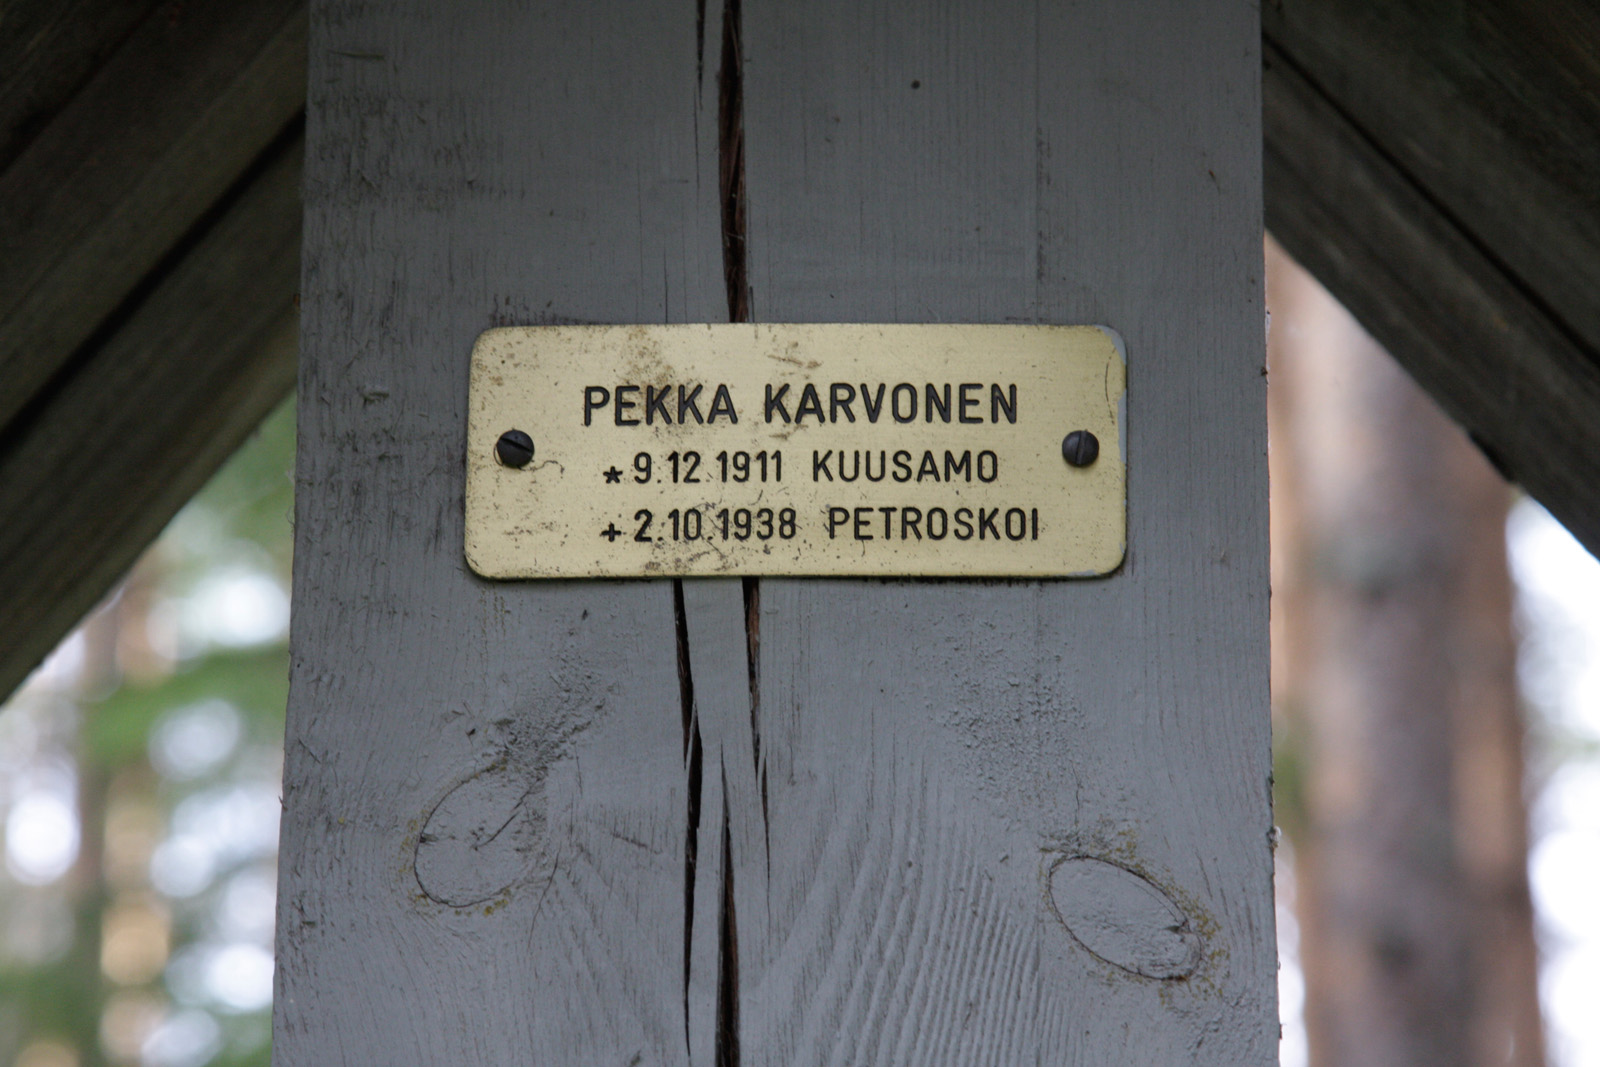 PEKKA KARVONEN
* 9.12.1911 KUUSAMO
+ 2.10.1938 PETROSKOI